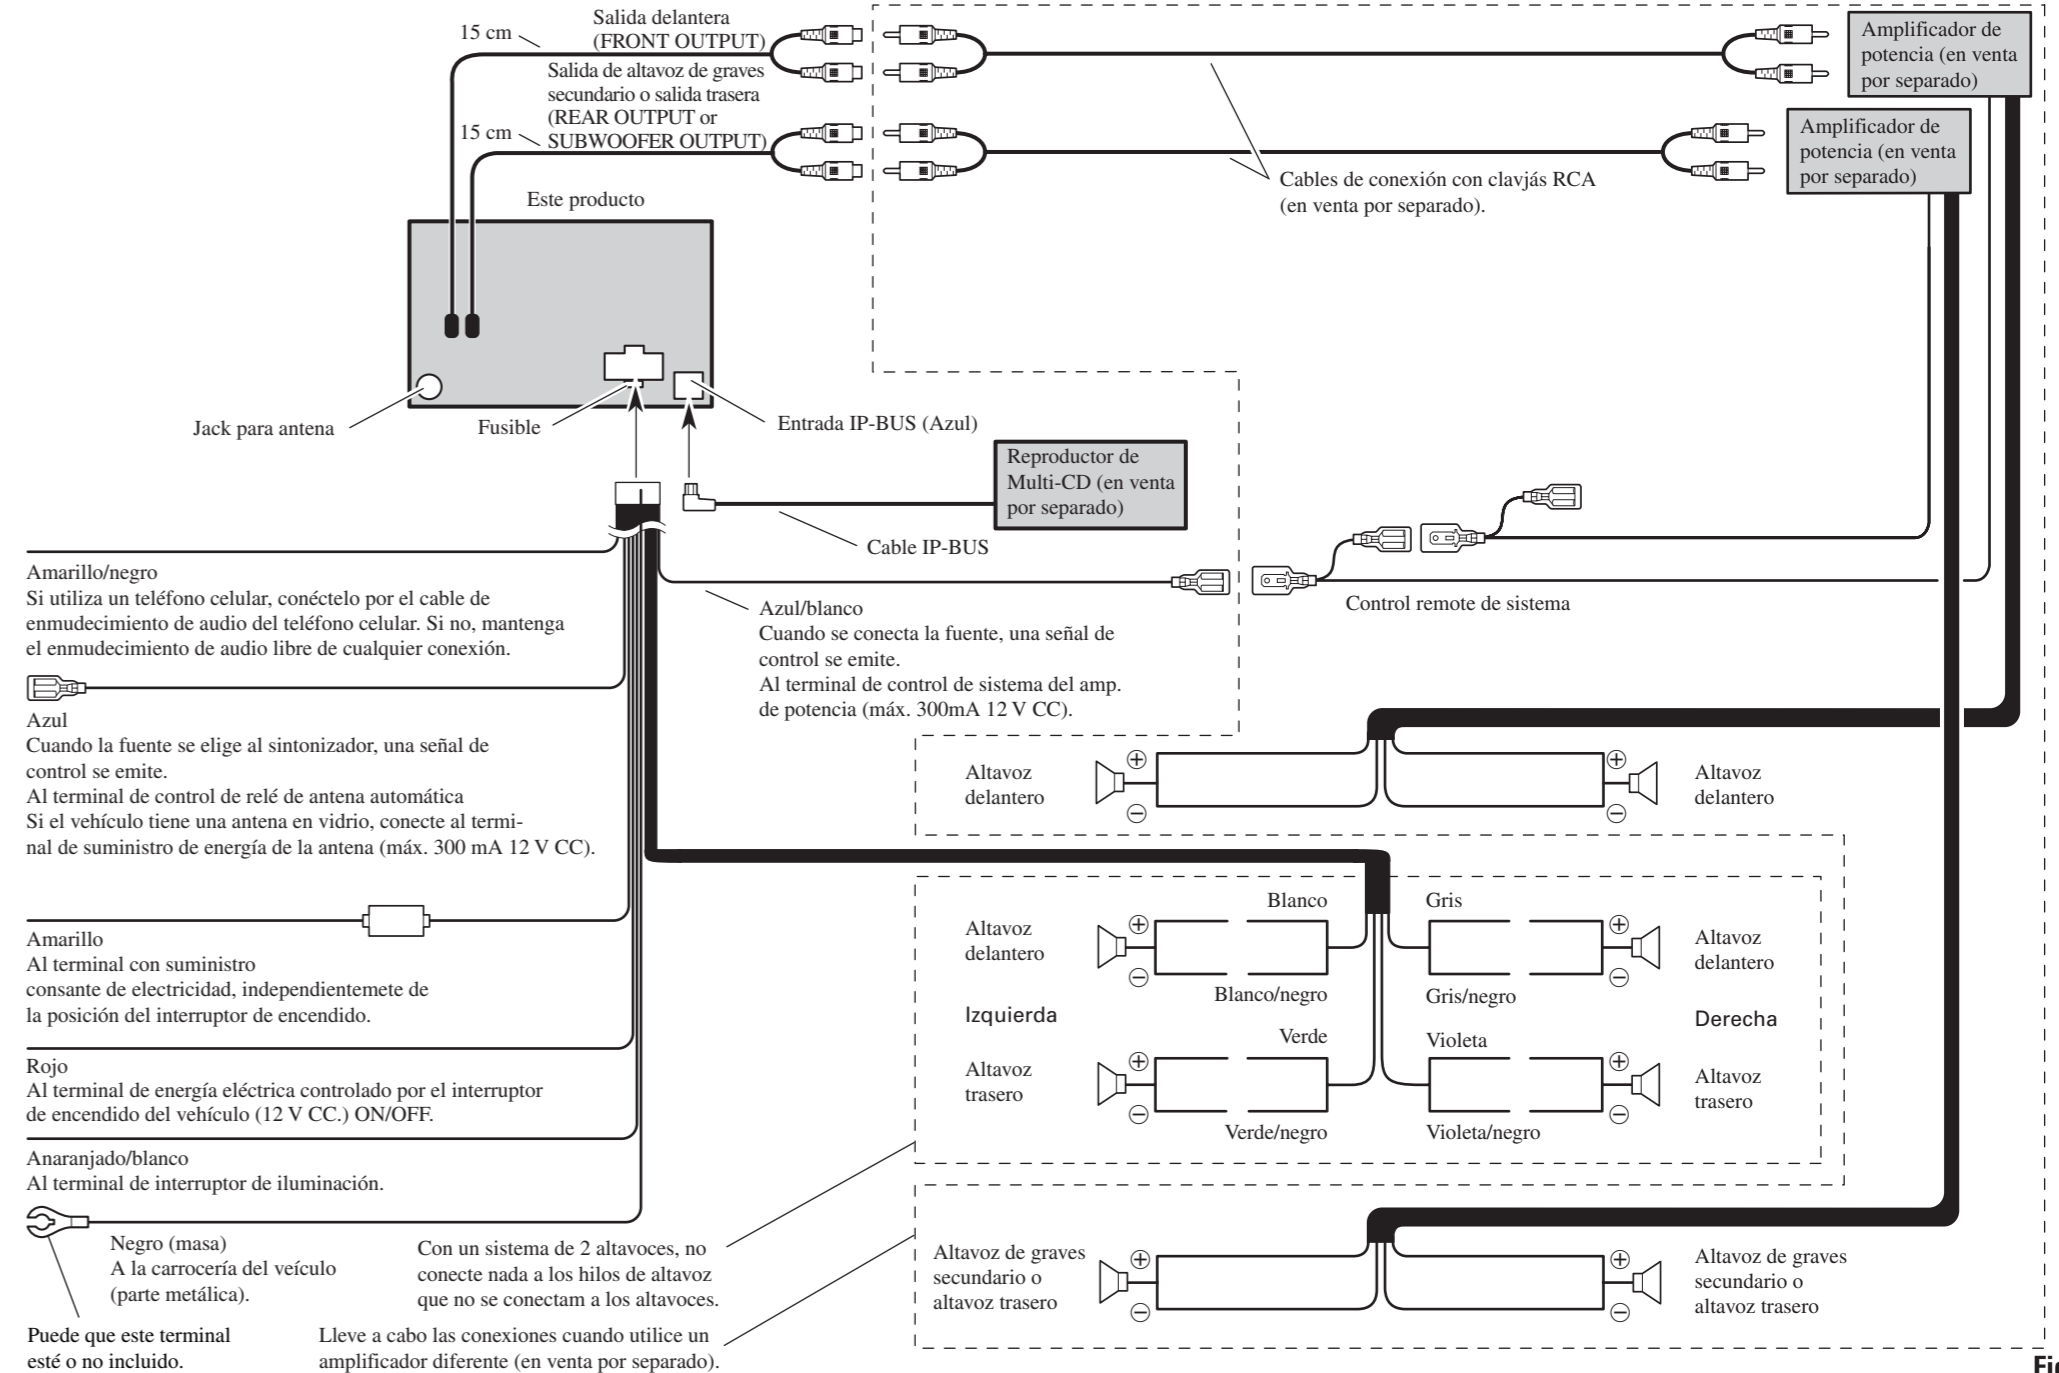 Salida delantera
(FRONT OUTPUT)
15 cm
Salida de altavoz de graves
secundario o salida trasera
(REAR OUTPUT or
SUBWOOFER OUTPUT)
15 cm
Amplificador de
potencia (en venta
por separado)
Amplificador de
potencia (en venta
por separado)
Cables de conexión con clavjás RCA
(en venta por separado).
Este producto
Jack para antena
Fusible
Entrada IP-BUS (Azul)
Reproductor de
Multi-CD (en venta
por separado)
Cable IP-BUS
Amarillo/negro
Si utiliza un teléfono celular, conéctelo por el cable de
enmudecimiento de audio del teléfono celular. Si no, mantenga
el enmudecimiento de audio libre de cualquier conexión.
Azul/blanco
Cuando se conecta la fuente, una señal de
control se emite.
Al terminal de control de sistema del amp.
de potencia (máx. 300mA 12 V CC).
Control remote de sistema
Azul
Cuando la fuente se elige al sintonizador, una señal de
control se emite.
Al terminal de control de relé de antena automática
Si el vehículo tiene una antena en vidrio, conecte al termi-
nal de suministro de energía de la antena (máx. 300 mA 12 V CC).
Altavoz
delantero
+
−
+
−
Altavoz
delantero
Amarillo
Al terminal con suministro
consante de electricidad, independientemete de
la posición del interruptor de encendido.
Blanco
Gris
Altavoz
delantero
+
−
+
−
Altavoz
delantero
Blanco/negro
Gris/negro
Izquierda
Derecha
Verde
Violeta
Altavoz
trasero
+
−
+
−
Altavoz
trasero
Verde/negro
Violeta/negro
Rojo
Al terminal de energía eléctrica controlado por el interruptor
de encendido del vehículo (12 V CC.) ON/OFF.
Anaranjado/blanco
Al terminal de interruptor de iluminación.
Negro (masa)
A la carrocería del veículo
(parte metálica).
Puede que este terminal
esté o no incluido.
Con un sistema de 2 altavoces, no
conecte nada a los hilos de altavoz
que no se conectam a los altavoces.
Lleve a cabo las conexiones cuando utilice un
amplificador diferente (en venta por separado).
Altavoz de graves
secundario o
altavoz trasero
+
−
+
−
Altavoz de graves
secundario o
altavoz trasero